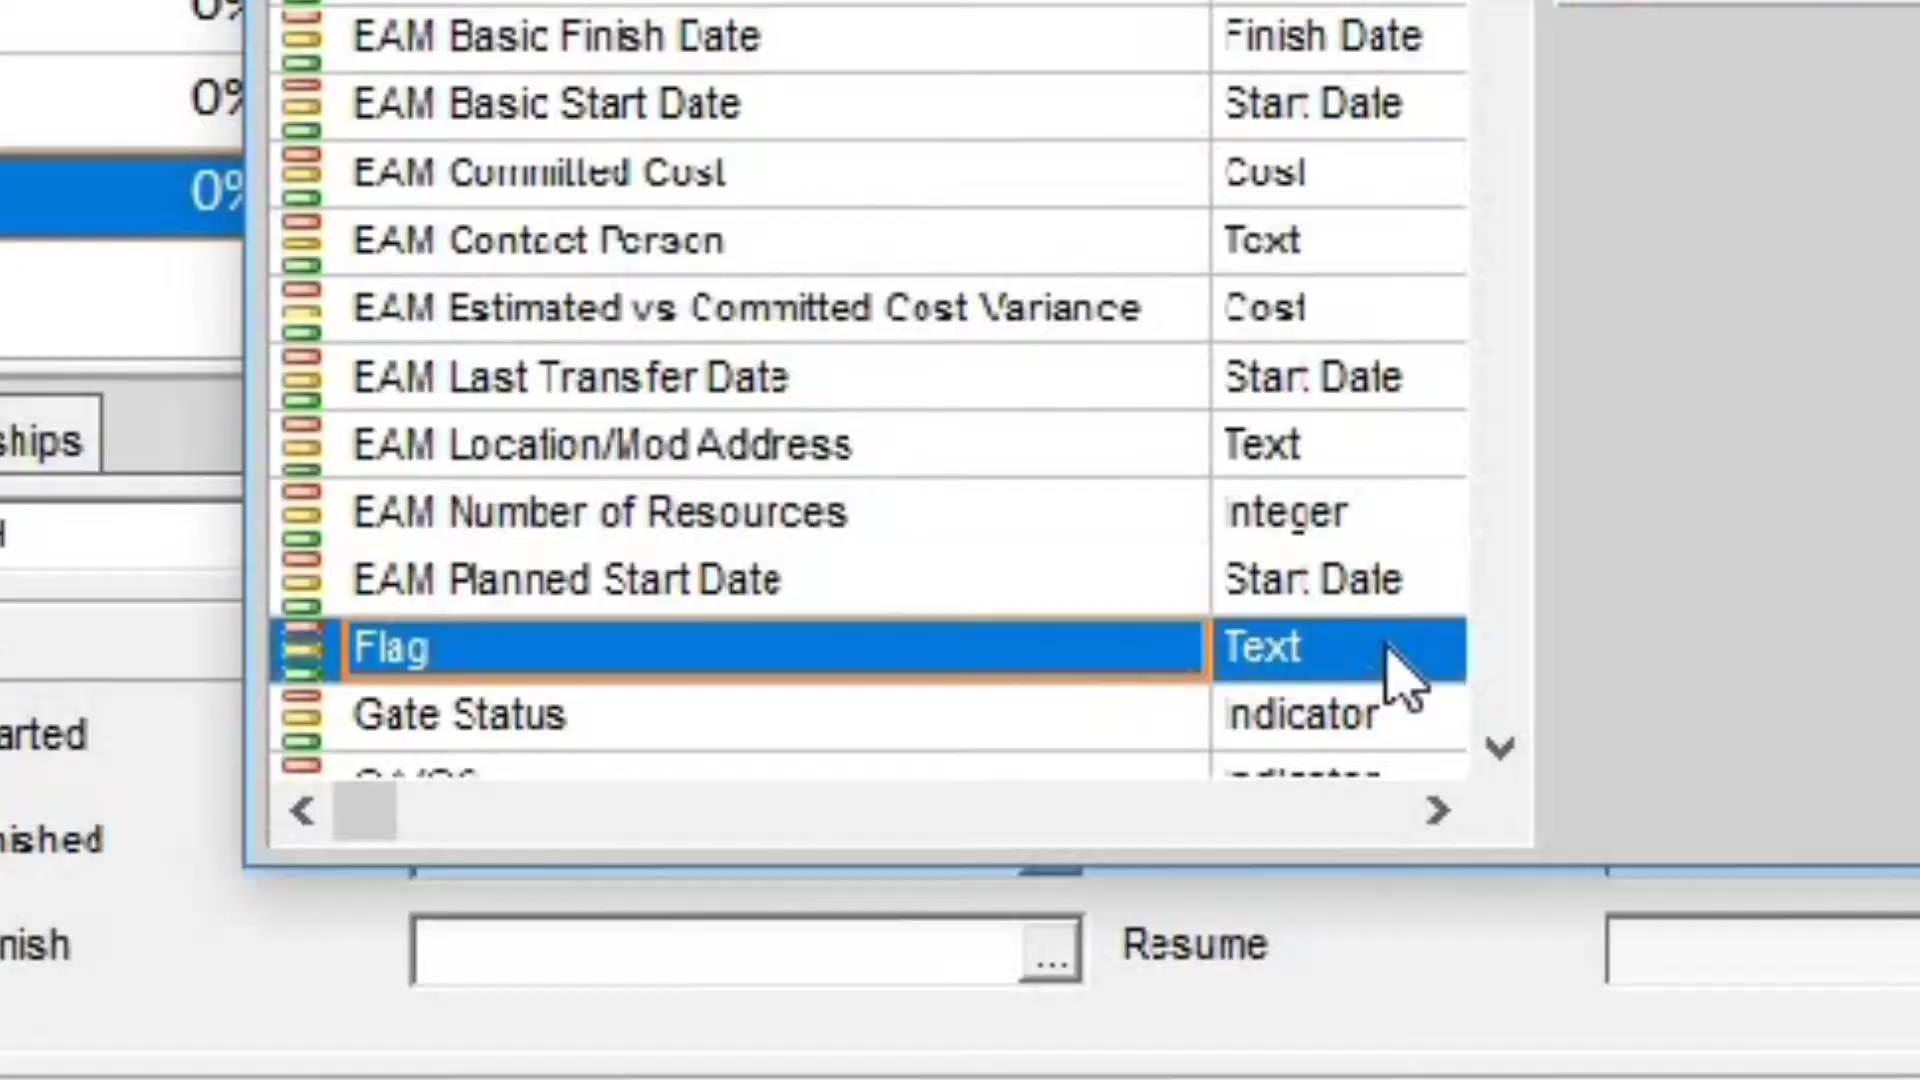 0%
EAM Basic Finish Date Finish Date
0%
EAM Basic Start Date Start Date
0%
EAM Committed Cost Cost
EAM Contact Person Text
EAM Estimated vs Committed Cost Variance Cost
EAM Last Transfer Date Start Date
ships
EAM Location/Mod Address Text
EAM Number of Resources Integer
EAM Planned Start Date Start Date
Flag Text
Gate Status Indicator
arted
nished
nish
...
Resume